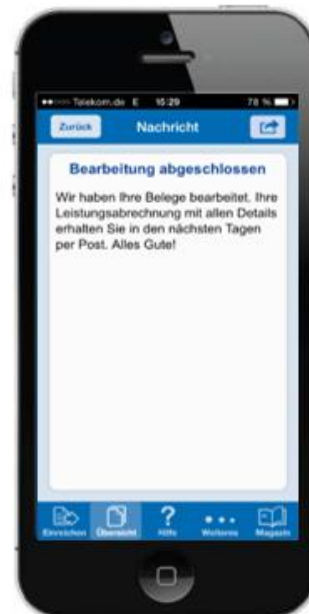 Telekom.de E 15:29 78 %
Zurück Nachricht
Bearbeitung abgeschlossen
Wir haben Ihre Belege bearbeitet. Ihre
Leistungsabrechnung mit allen Details
erhalten Sie in den nächsten Tagen
per Post. Alles Gute!
Einreichen Übersicht Hilfe Weiteres Magazin